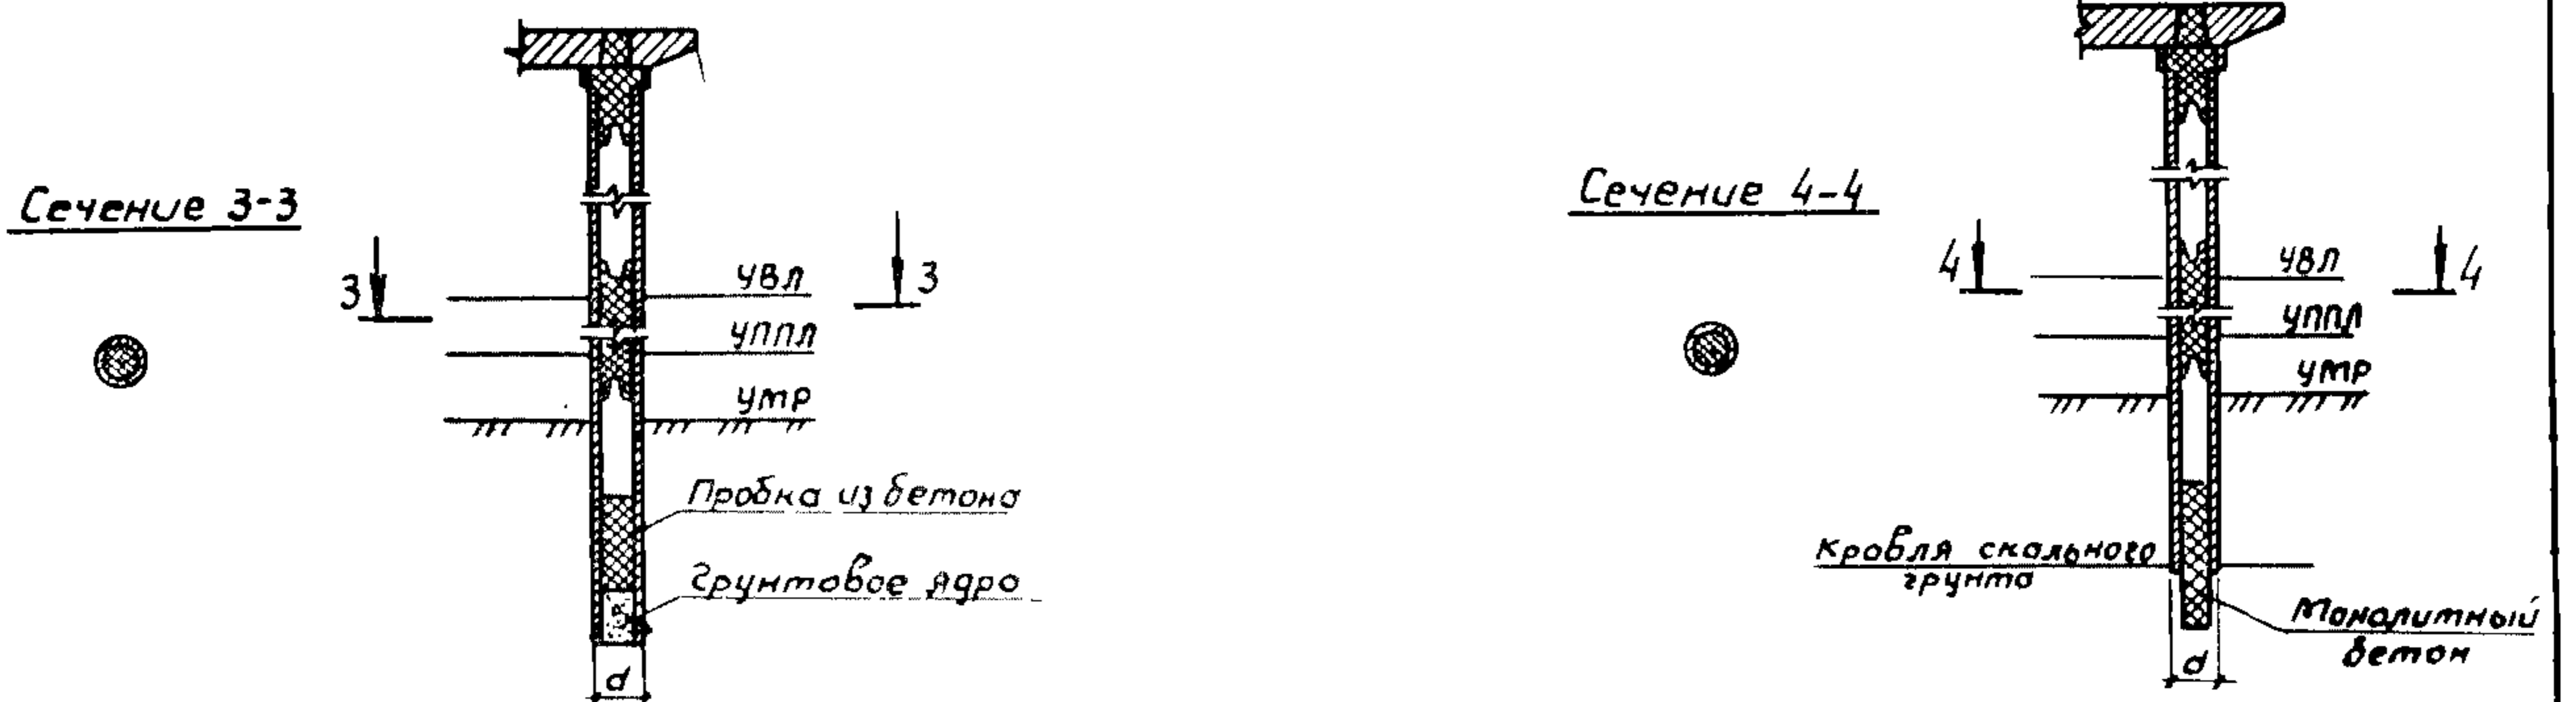 Сечение 3-3
3
3
УВЛ
УППЛ
УМР
Пробка из бетона
Грунтовое ядро
d
Сечение 4-4
4
4
УВЛ
УППЛ
УМР
кровля скального
грунта
Монолитный
бетон
d